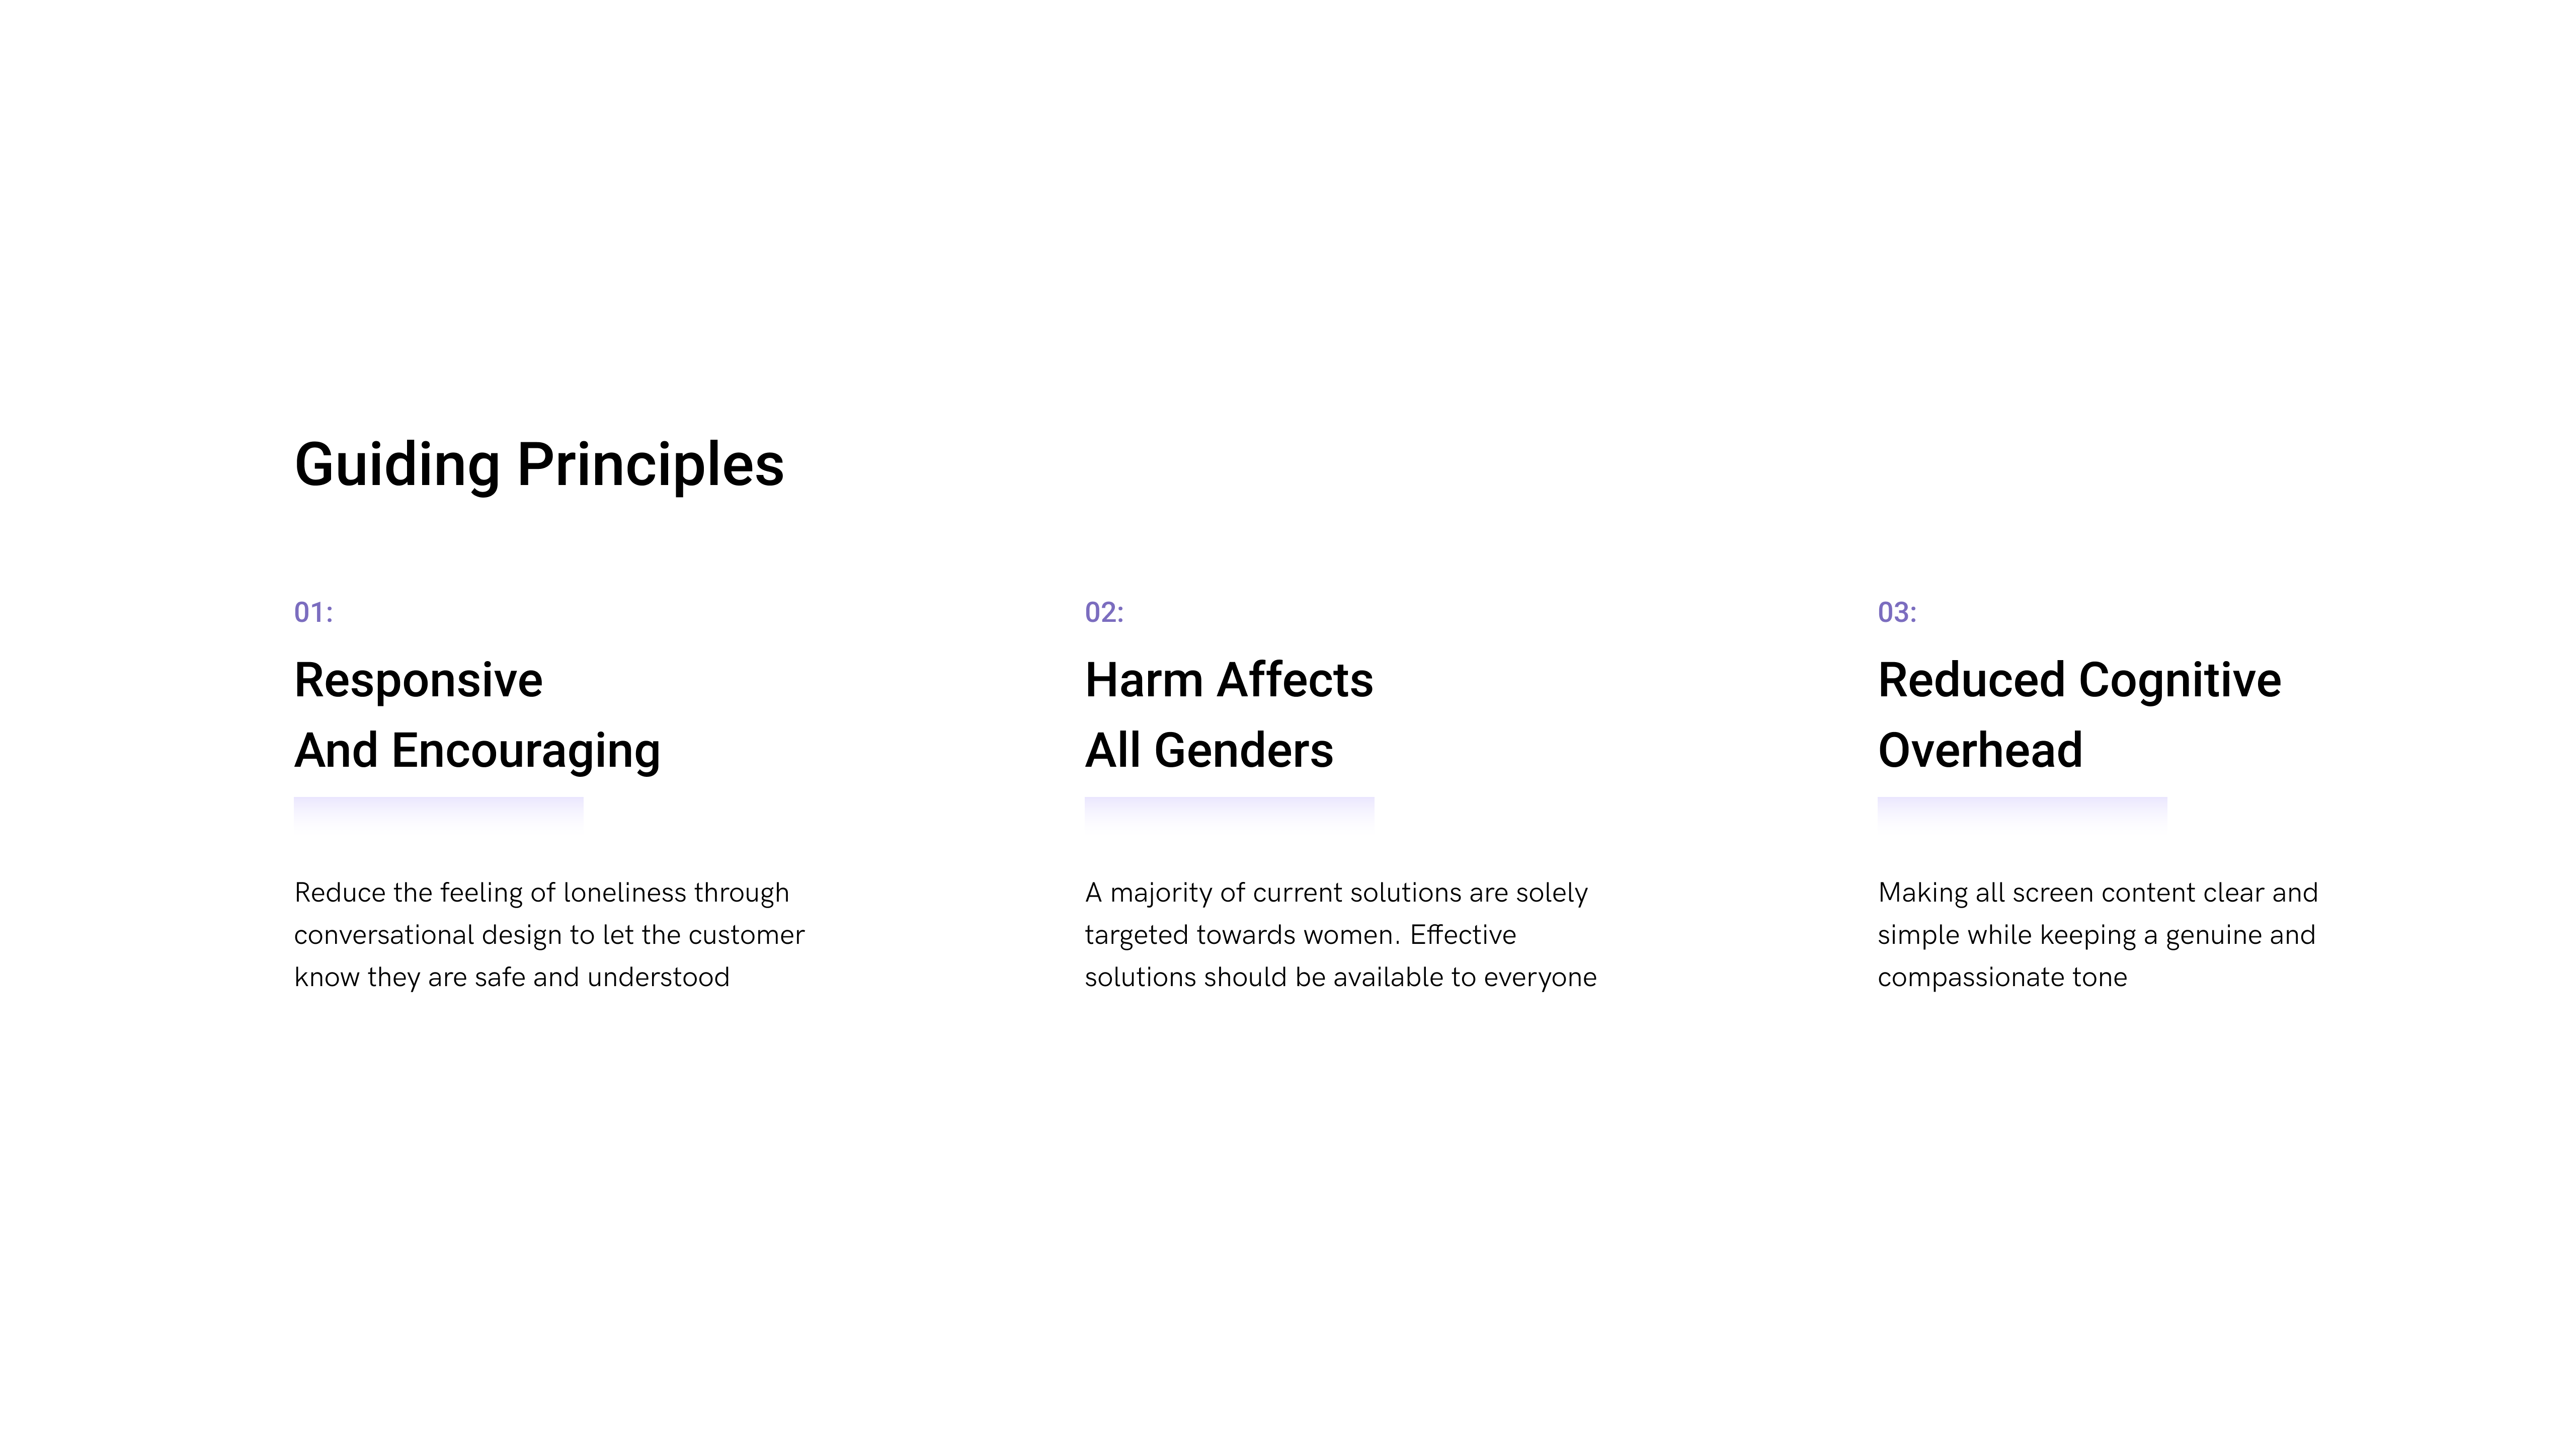 Guiding Principles
01:
Responsive
And Encouraging
Reduce the feeling of loneliness through
conversational design to let the customer
know they are safe and understood
02:
Harm Affects
All Genders
A majority of current solutions are solely
targeted towards women. Effective
solutions should be available to everyone
03:
Reduced Cognitive
Overhead
Making all screen content clear and
simple while keeping a genuine and
compassionate tone